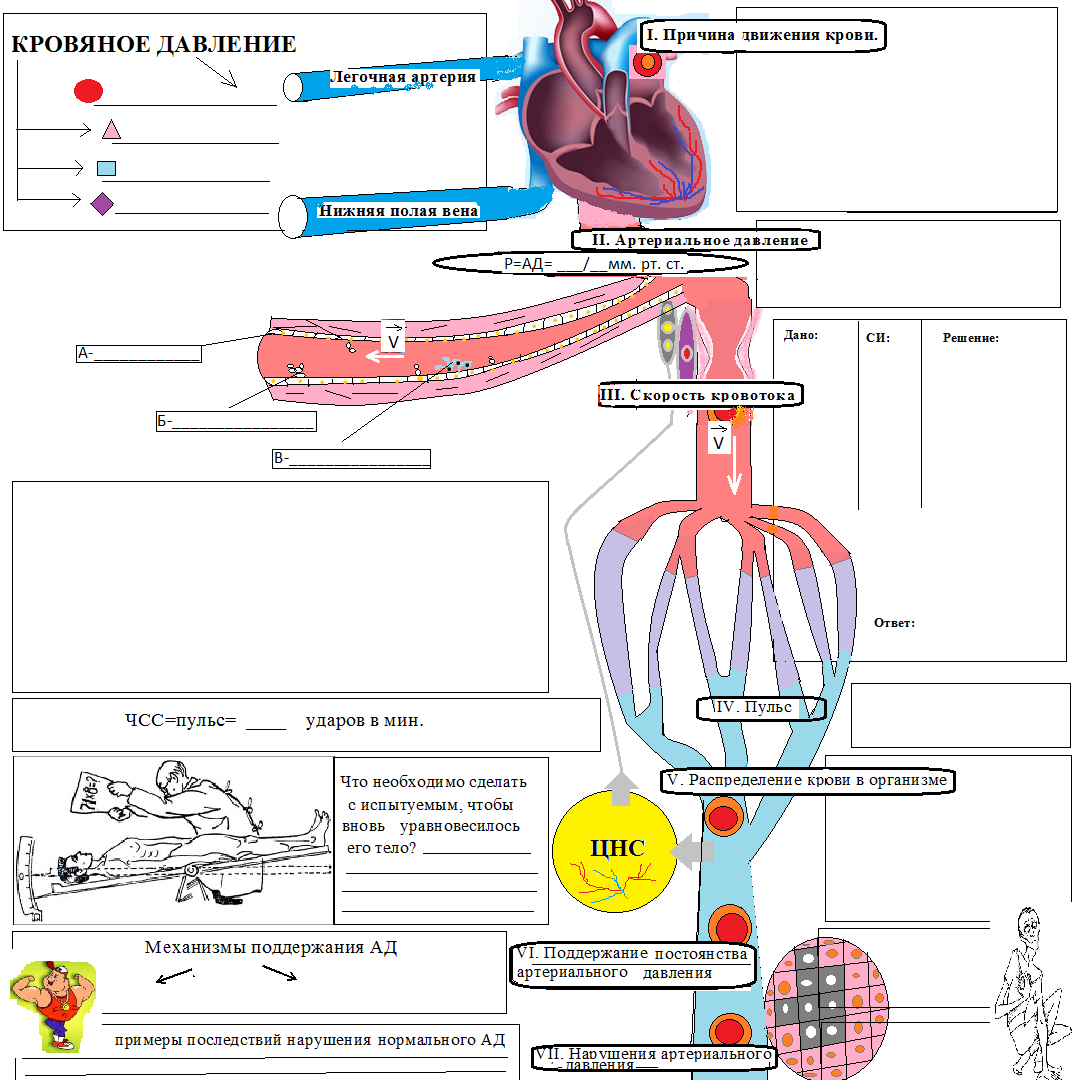 КРОВЯНОЕ ДАВЛЕНИЕ
Легочная артерия
Нижняя полая вена
I. Причина движения крови.
II. Артериальное давление
Р=АД= ___/__мм. рт. ст.
V
А-____________
Б-________________
В-________________
Дано:
СИ:
Решение:
III. Скорость кровотока
V
Ответ:
IV. Пульс
ЧСС=пульс= ____ ударов в мин.
V. Распределение крови в организме
71×8=?
Что необходимо сделать
с испытуемым, чтобы
вновь уравновесилось
его тело? ____________
ЦНС
Механизмы поддержания АД
VI. Поддержание постоянства
артериального давления
примеры последствий нарушения нормального АД
VII. Нарушения артериального
давления